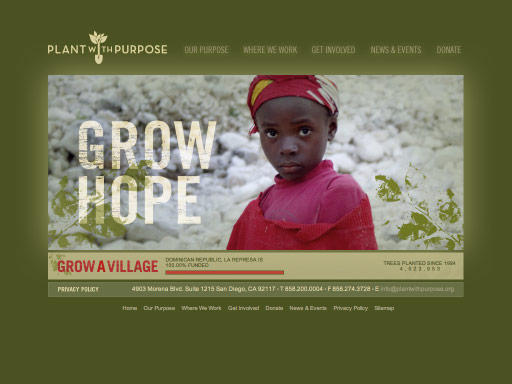 PLANT WITH PURPOSE
OUR PURPOSE WHERE WE WORK GET INVOLVED NEWS & EVENTS DONATE
GROW
HOPE
GROW A VILLAGE
DOMINICAN REPUBLIC, LA REPRESA IS
100.00% FUNDED
TREES PLANTED SINCE 1984
PRIVACY POLICY 4903 Morena Blvd. Suite 1215 San Diego, CA 92117 • T 858.200.0004 • F 858.274.3728 • E info@plantwithpurpose.org
Home Our Purpose Where We Work Get Involved Donate News & Events Privacy Policy Sitemap